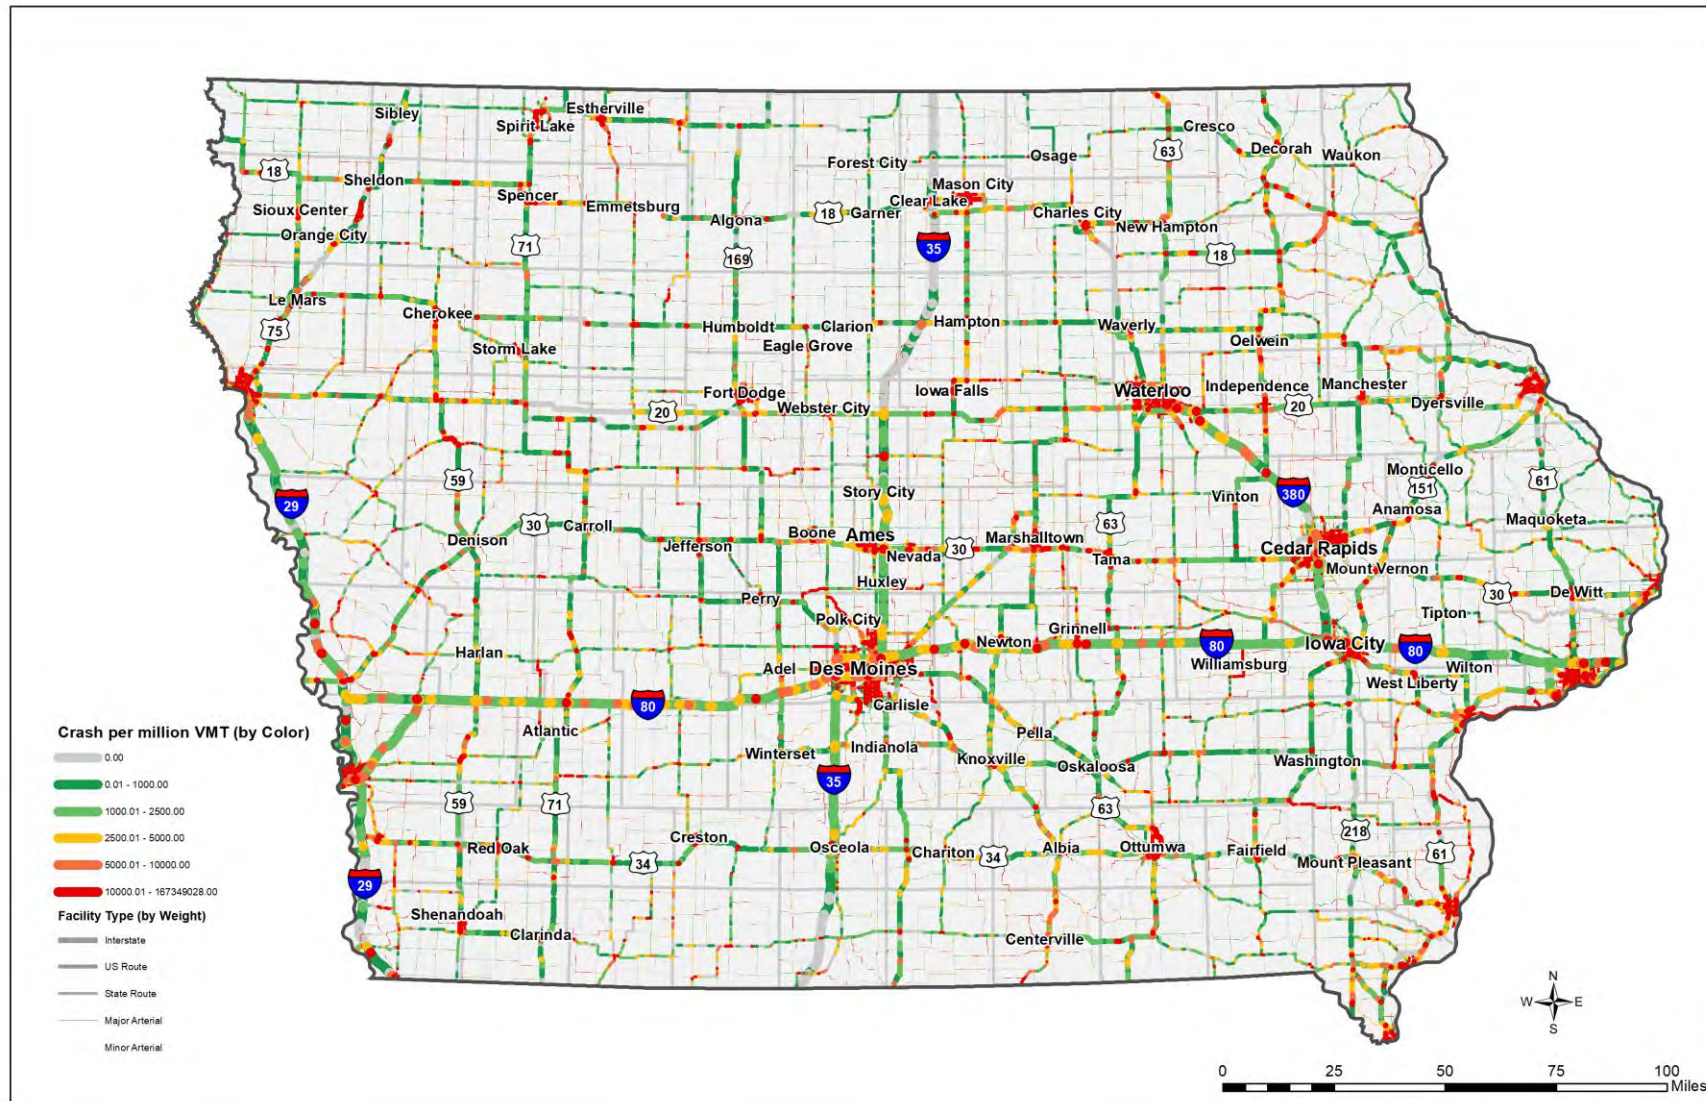 Sibley
Estherville
Spirit Lake
Cresco
63
Decorah
Waukon
Forest City
Osage
18
Sheldon
Mason City
Spencer
Emmetsburg
Clear Lake
Sioux Center
Algona
18
Garner
Charles City
New Hampton
Orange City
71
169
35
18
Le Mars
Cherokee
75
Humboldt
Clarion
Hampton
Waverly
Eagle Grove
Oelwein
Storm Lake
Fort Dodge
Iowa Falls
Waterloo
Independence
Manchester
20
Webster City
20
Dyersville
59
Monticello
151
61
29
Story City
Vinton
380
Anamosa
30
Carroll
63
Maquoketa
Denison
Boone
Ames
Marshalltown
Jefferson
Nevada
30
Tama
Cedar Rapids
Mount Vernon
Huxley
Perry
30
De Witt
Polk City
Tipton
Grinnell
Newton
80
Iowa City
80
Harlan
Adel
Des Moines
Williamsburg
Wilton
West Liberty
80
Carlisle
Atlantic
Pella
Winterset
Indianola
Knoxville
Oskaloosa
Washington
35
59
71
63
218
Creston
Red Oak
34
Osceola
Chariton
34
Albia
Ottumwa
Fairfield
Mount Pleasant
61
29
Shenandoah
Clarinda
Centerville
Crash per million VMT (by Color)
0.00
0.01 - 1000.00
1000.01 - 2500.00
2500.01 - 5000.00
5000.01 - 10000.00
10000.01 - 167349028.00
Facility Type (by Weight)
Interstate
US Route
State Route
Major Arterial
Minor Arterial
N
W E
S
0 25 50 75 100
Miles